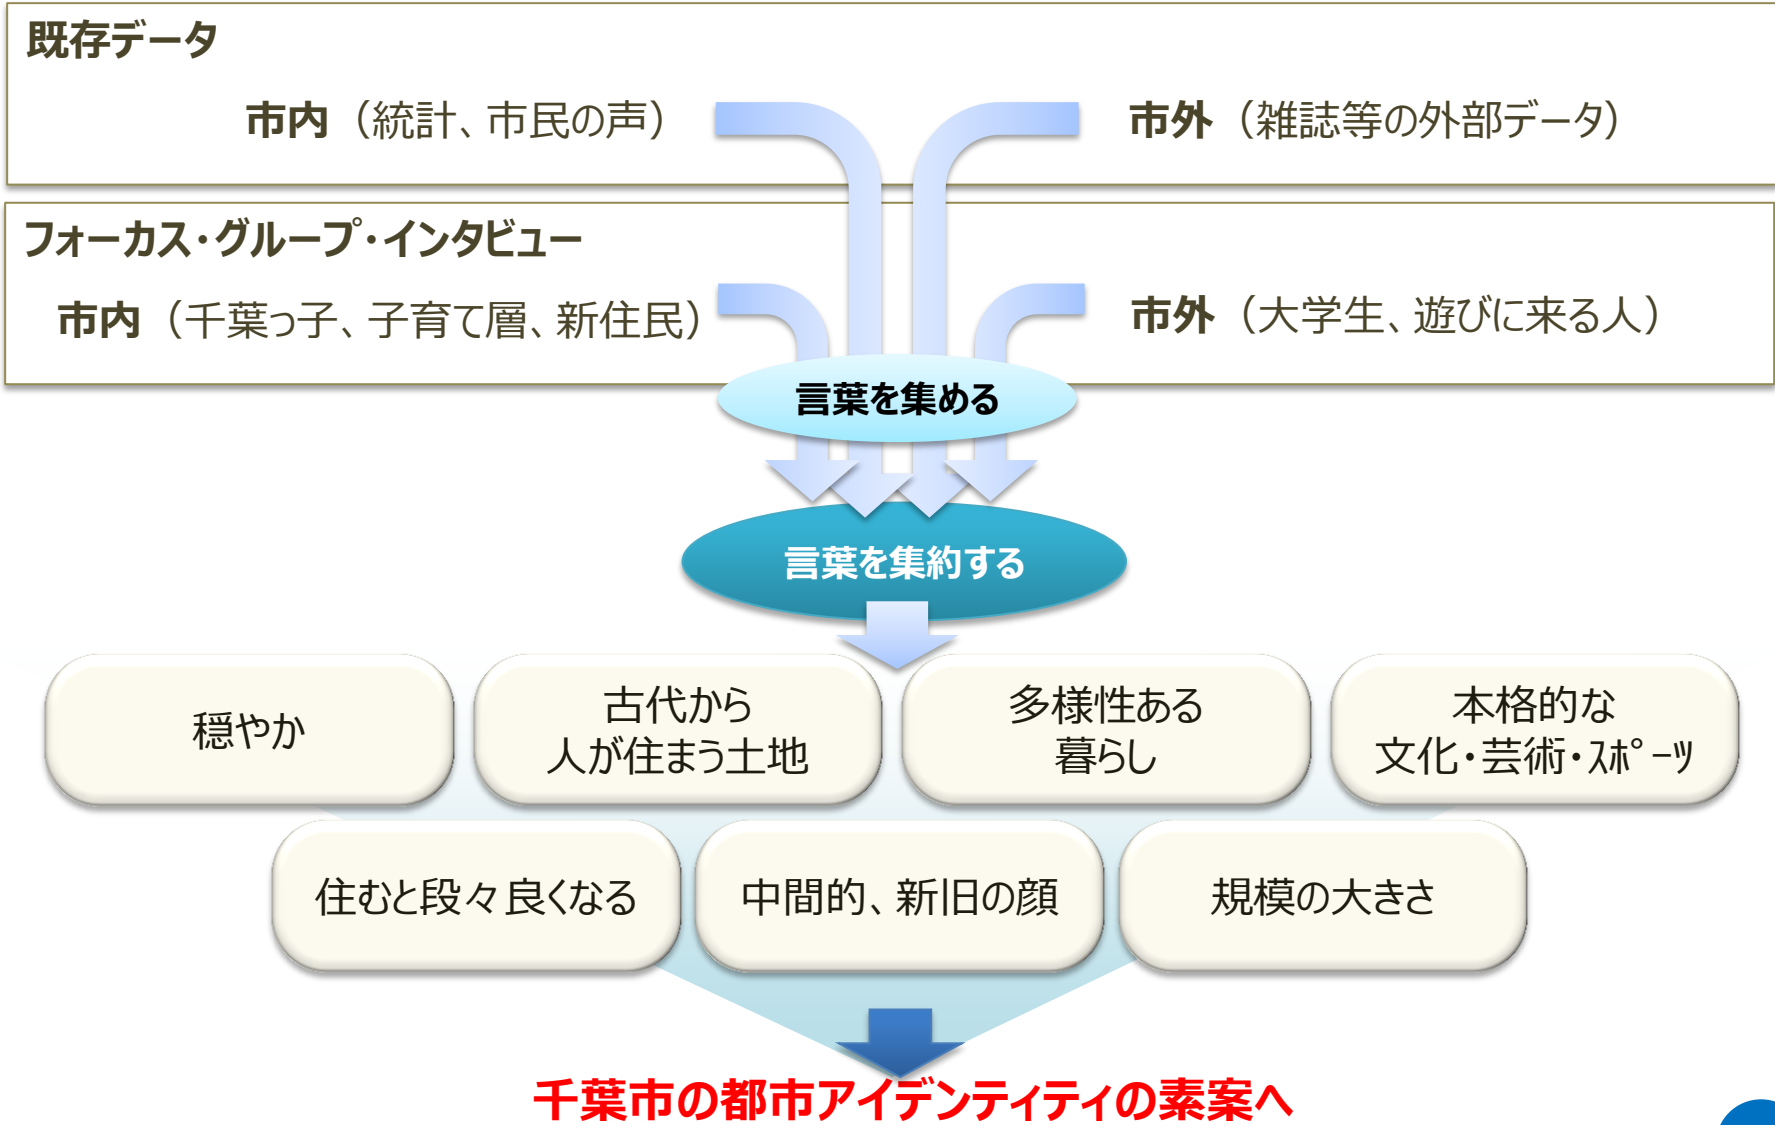 既存データ
市内（統計、市民の声）
市外（雑誌等の外部データ）
フォーカス・グループ・インタビュー
市内（千葉っ子、子育て層、新住民）
市外（大学生、遊びに来る人）
言葉を集める
言葉を集約する
穏やか
古代から
人が住まう土地
多様性ある
暮らし
本格的な
文化・芸術・ｽﾎﾟｰﾂ
住むと段々良くなる
中間的、新旧の顔
規模の大きさ
千葉市の都市アイデンティティの素案へ